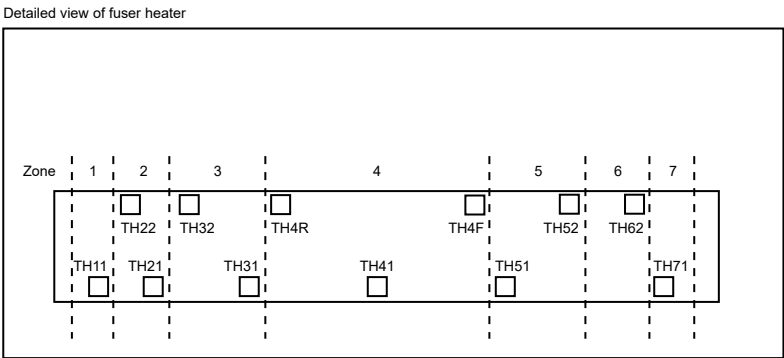 Detailed view of fuser heater
Zone 1 2 3 4 5 6 7
TH22 TH32 TH4R TH4F TH52 TH62
TH11 TH21 TH31 TH41 TH51 TH71